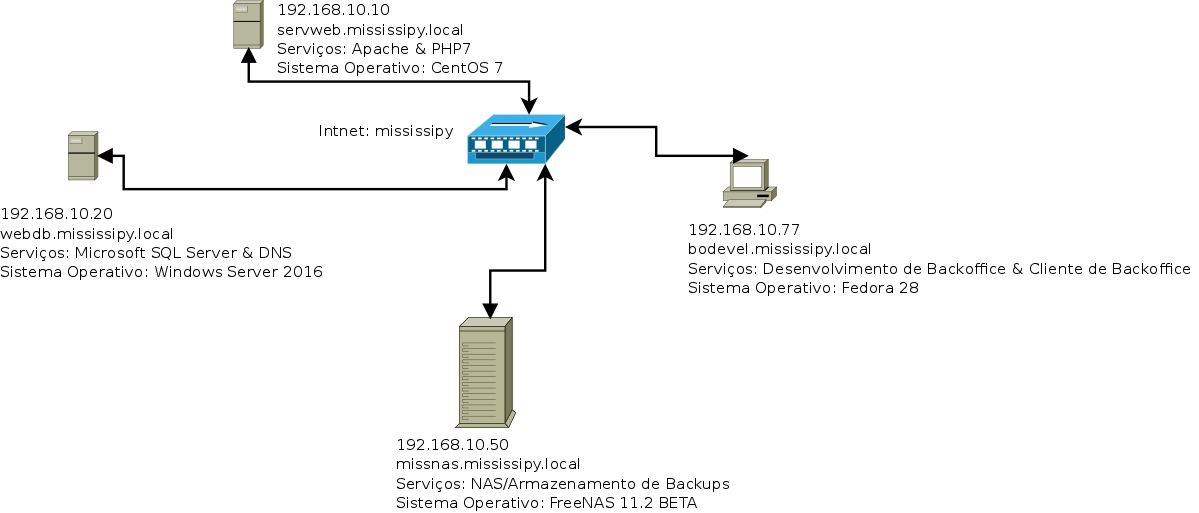 192.168.10.10
servweb.mississipy.local
Serviços: Apache & PHP7
Sistema Operativo: CentOS 7
Intnet: mississipy
192.168.10.20
webdb.mississipy.local
Serviços: Microsoft SQL Server & DNS
Sistema Operativo: Windows Server 2016
192.168.10.77
bodevel.mississipy.local
Serviços: Desenvolvimento de Backoffice & Cliente de Backoffice
Sistema Operativo: Fedora 28
192.168.10.50
missnas.mississipy.local
Serviços: NAS/Armazenamento de Backups
Sistema Operativo: FreeNAS 11.2 BETA